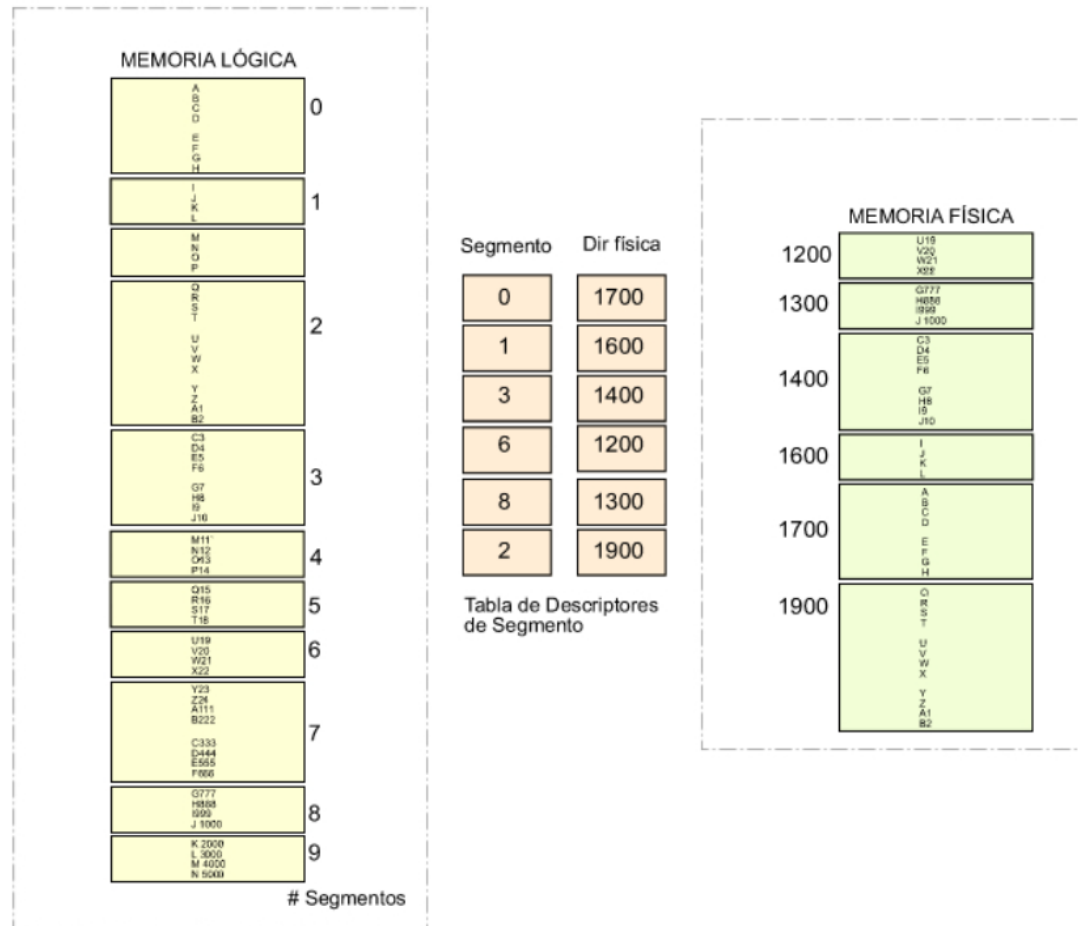 MEMORIA LÓGICA
A
B
C
D
E
F
G
H
0
I
J
K
L
1
M
N
O
P
Q
R
S
T
U
V
W
X
Y
Z
A1
B2
2
C3
D4
E5
F6
G7
H8
I9
J10
3
M11
N12
O13
P14
4
Q15
R16
S17
T18
5
U19
V20
W21
X22
6
Y23
Z24
A111
B222
C333
D444
E555
F666
7
G777
H888
I999
J 1000
8
K 2000
L 3000
M 4000
N 5000
9
# Segmentos
Segmento Dir física
0 1700
1 1600
3 1400
6 1200
8 1300
2 1900
Tabla de Descriptores
de Segmento
MEMORIA FÍSICA
1200
U19
V20
W21
X22
1300
G777
H888
I999
J 1000
1400
C3
D4
E5
F6
G7
H8
I9
J10
1600
I
J
K
L
1700
A
B
C
D
E
F
G
H
1900
Q
R
S
T
U
V
W
X
Y
Z
A1
B2